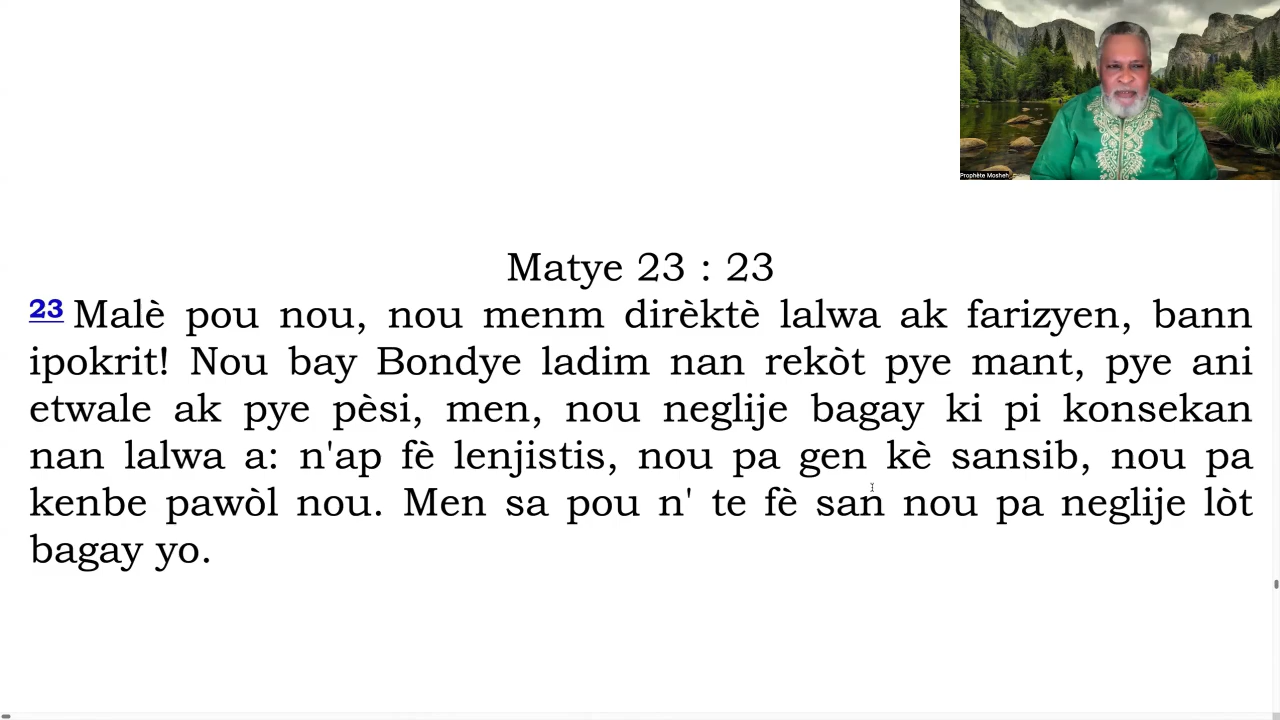 Prophète Mosheh
Matye 23 : 23
23 Malè pou nou, nou menm dirèktè lalwa ak farizyen, bann
ipokrit! Nou bay Bondye ladim nan rekòt pye mant, pye ani
etwale ak pye pèsi, men, nou neglije bagay ki pi konsekan
nan lalwa a: n'ap fè lenjistis, nou pa gen kè sansib, nou pa
kenbe pawòl nou. Men sa pou n' te fè san nou pa neglije lòt
bagay yo.